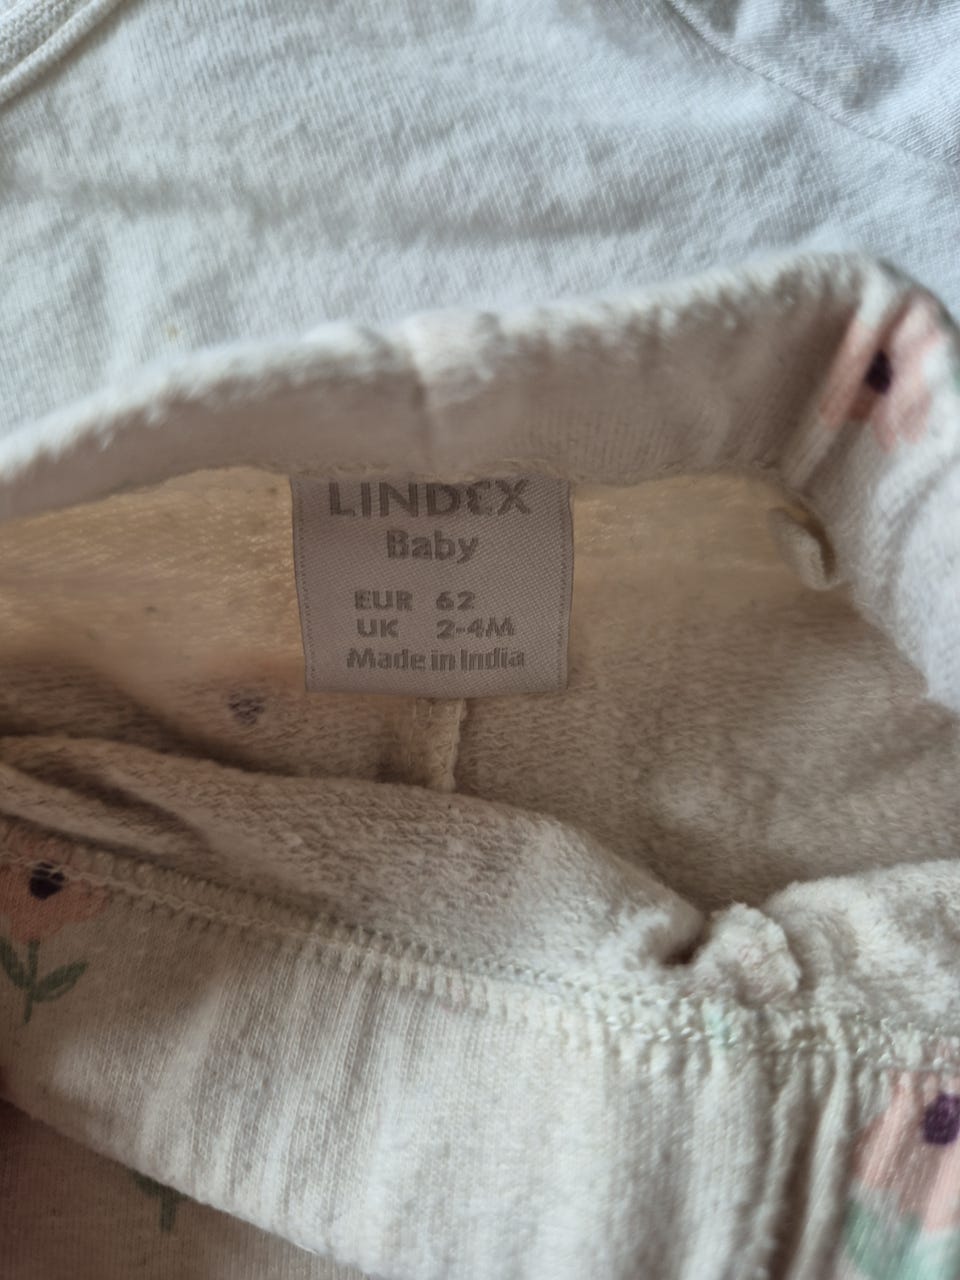 LINDEX
Baby
EUR 62
UK 2-4M
Made in India